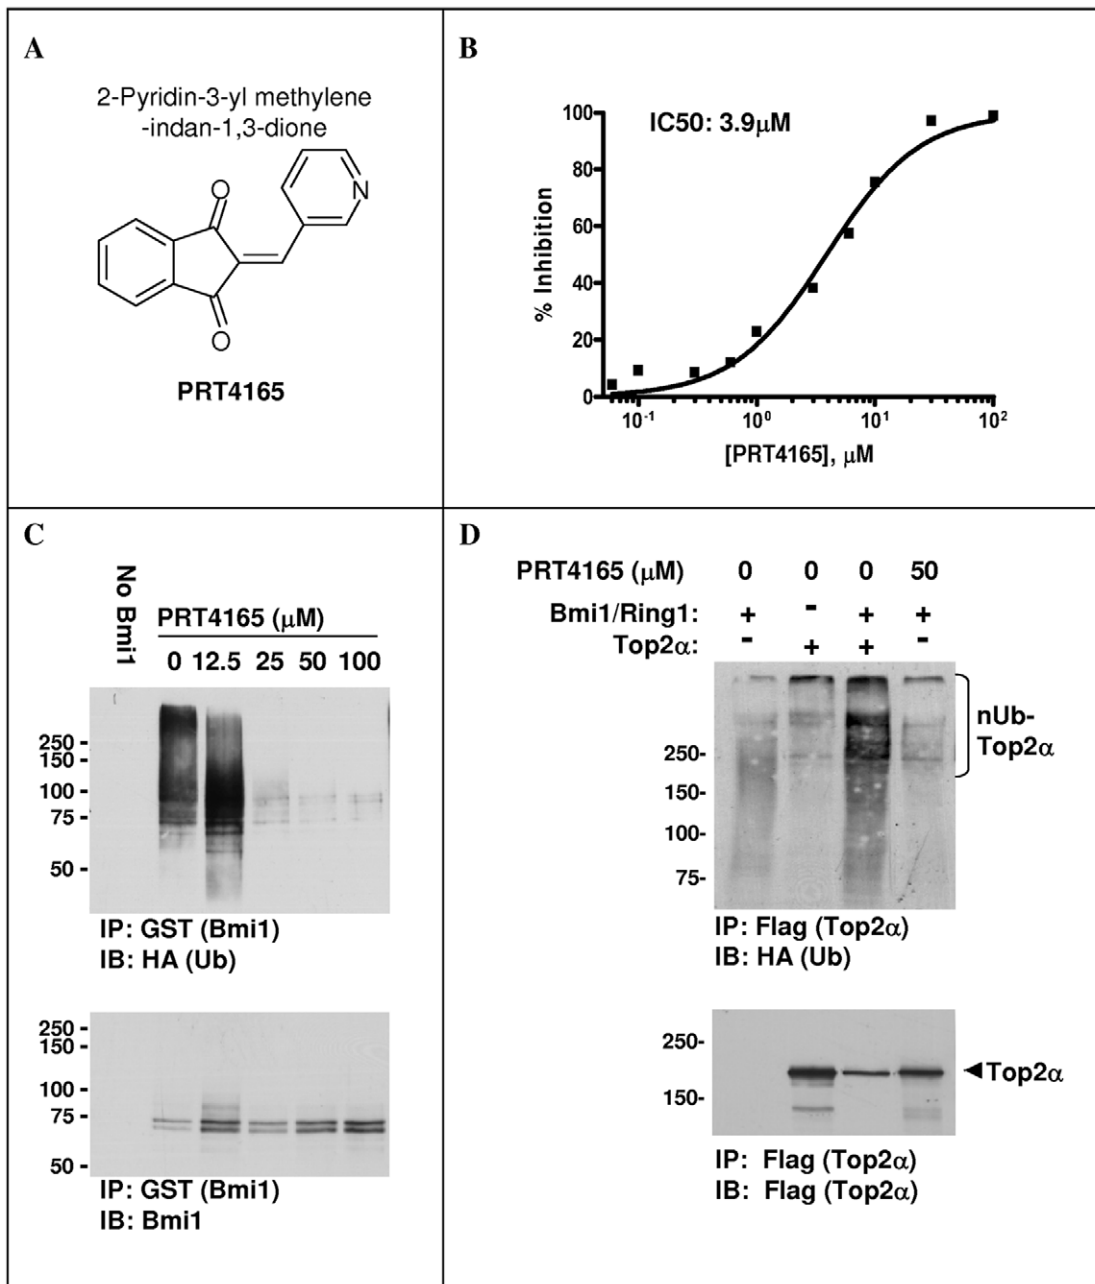 A
2-Pyridin-3-yl methylene
-indan-1,3-dione
O
N
O
PRT4165
B
IC50: 3.9μM
% Inhibition
100
80
60
40
20
0
10⁻¹ 10⁰ 10¹ 10²
[PRT4165], μM
C
No Bmi1
PRT4165 (μM)
0 12.5 25 50 100
250 -
150 -
100 -
75 -
50 -
IP: GST (Bmi1)
IB: HA (Ub)
250 -
150 -
100 -
75 -
50 -
IP: GST (Bmi1)
IB: Bmi1
D
PRT4165 (μM) 0 0 0 50
Bmi1/Ring1: + - + +
Top2α: - + + -
nUb-
Top2α
250-
150-
100-
75-
IP: Flag (Top2α)
IB: HA (Ub)
250-
150-
Top2α
IP: Flag (Top2α)
IB: Flag (Top2α)